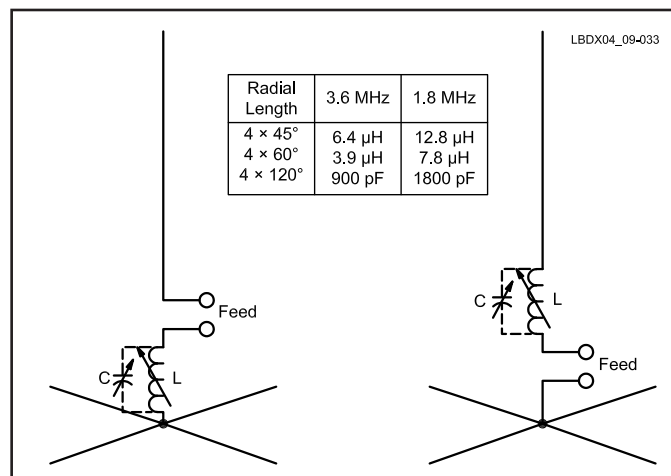 LBDX04_09-033
Radial Length 3.6 MHz 1.8 MHz
4 × 45° 6.4 μH 12.8 μH
4 × 60° 3.9 μH 7.8 μH
4 × 120° 900 pF 1800 pF
Feed
C L
C L
Feed